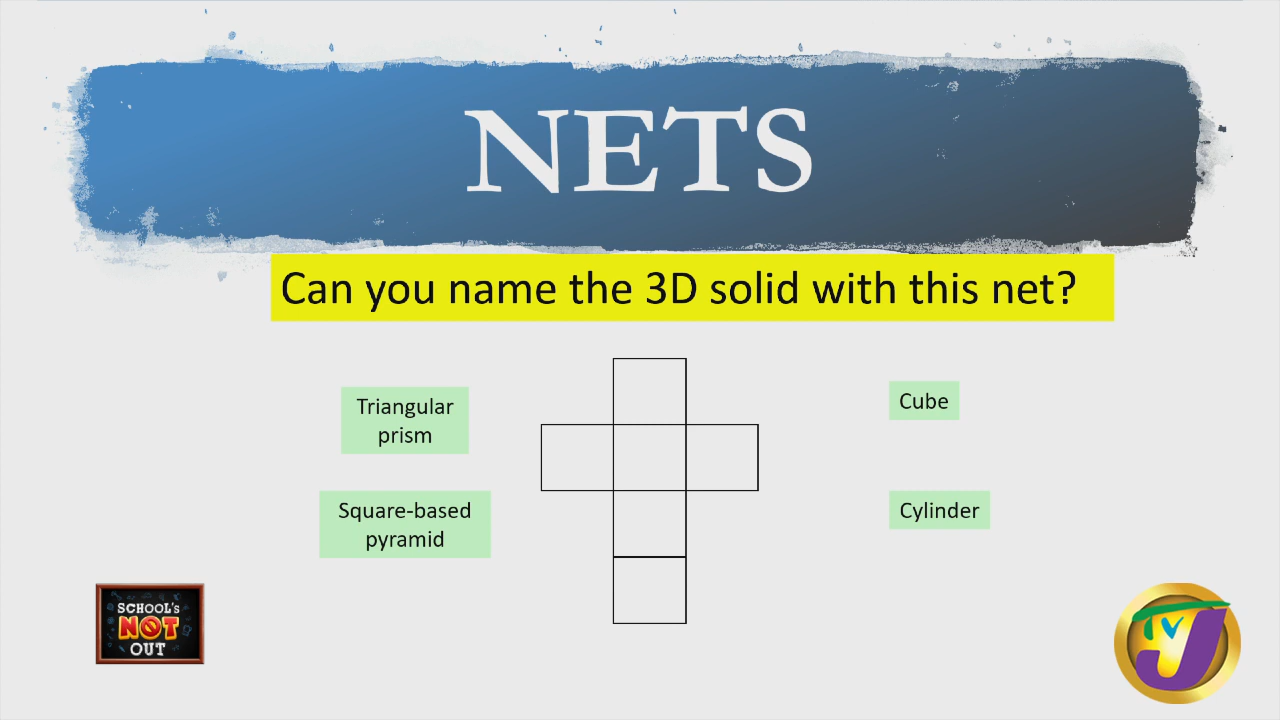 NETS
Can you name the 3D solid with this net?
Triangular
prism
Cube
Square-based
pyramid
Cylinder
SCHOOL's
NOT
OUT
TVJ